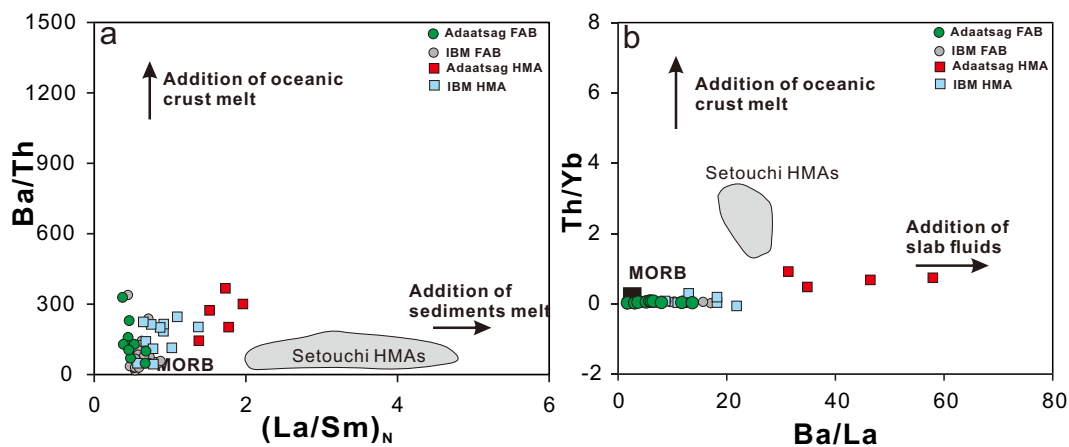 a
1500
1200
900
600
300
0
Ba/Th
Addition of oceanic
crust melt
Adaatsag FAB
IBM FAB
Adaatsag HMA
IBM HMA
Addition of
sediments melt
Setouchi HMAs
MORB
0
2
4
6
(La/Sm)N
b
8
6
4
2
0
-2
Th/Yb
Addition of oceanic
crust melt
Adaatsag FAB
IBM FAB
Adaatsag HMA
IBM HMA
Setouchi HMAs
Addition of
slab fluids
MORB
0
20
40
60
80
Ba/La